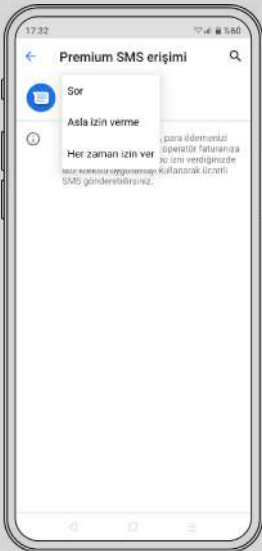 17:32 %60
Premium SMS erişimi
Sor
Asla izin verme
Her zaman izin ver
para ödemenizi
operatör faturanıza
bu izni verdiğinizde
kullanarak ücretli
SMS gönderebilirsiniz.